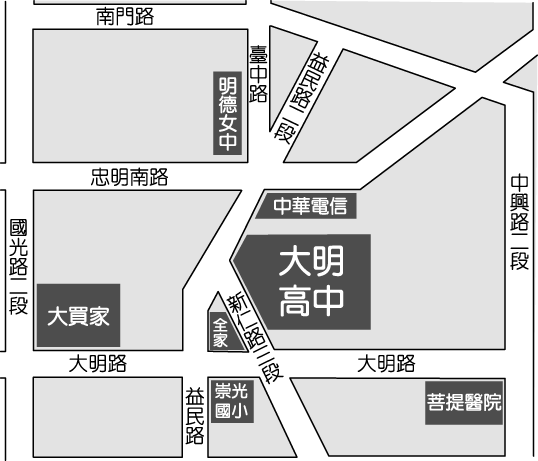 南門路
臺中路
益民路二段
明德女中
忠明南路
中興路二段
中華電信
國光路二段
大明
高中
大買家
新仁路三段
全家
大明路
大明路
益民路
崇光
國小
菩提醫院